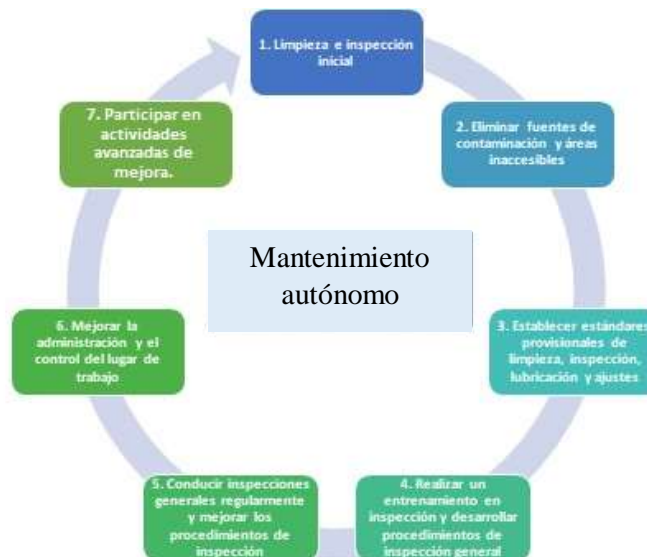 1. Limpieza e inspección
inicial
2. Eliminar fuentes de
contaminación y áreas
inaccesibles
3. Establecer estándares
provisionales de
limpieza, inspección,
lubricación y ajustes
4. Realizar un
entrenamiento en
inspección y desarrollar
procedimientos de
inspección general
5. Conducir inspecciones
generales regularmente
y mejorar los
procedimientos de
inspección
6. Mejorar la
administración y el
control del lugar de
trabajo
7. Participar en
actividades
avanzadas de
mejora.
Mantenimiento
autónomo